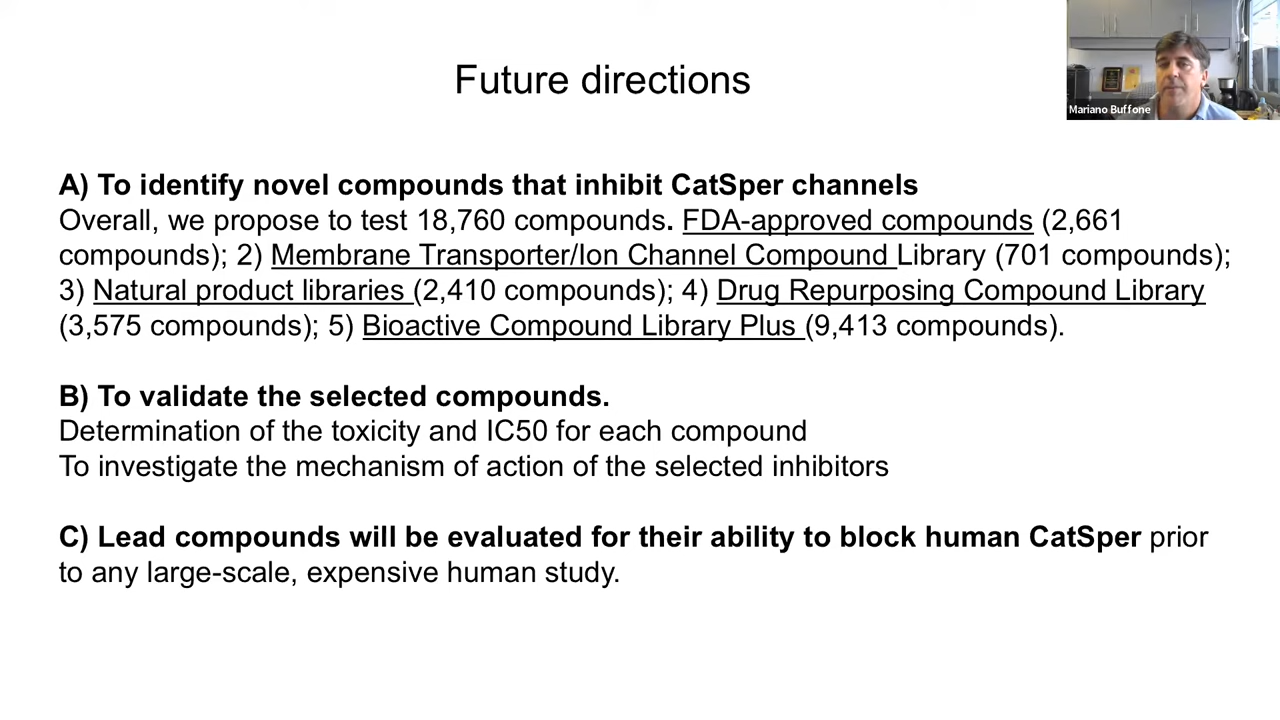 Future directions
Mariano Buffone
A) To identify novel compounds that inhibit CatSper channels
Overall, we propose to test 18,760 compounds. FDA-approved compounds (2,661
compounds); 2) Membrane Transporter/Ion Channel Compound Library (701 compounds);
3) Natural product libraries (2,410 compounds); 4) Drug Repurposing Compound Library
(3,575 compounds); 5) Bioactive Compound Library Plus (9,413 compounds).
B) To validate the selected compounds.
Determination of the toxicity and IC50 for each compound
To investigate the mechanism of action of the selected inhibitors
C) Lead compounds will be evaluated for their ability to block human CatSper prior
to any large-scale, expensive human study.